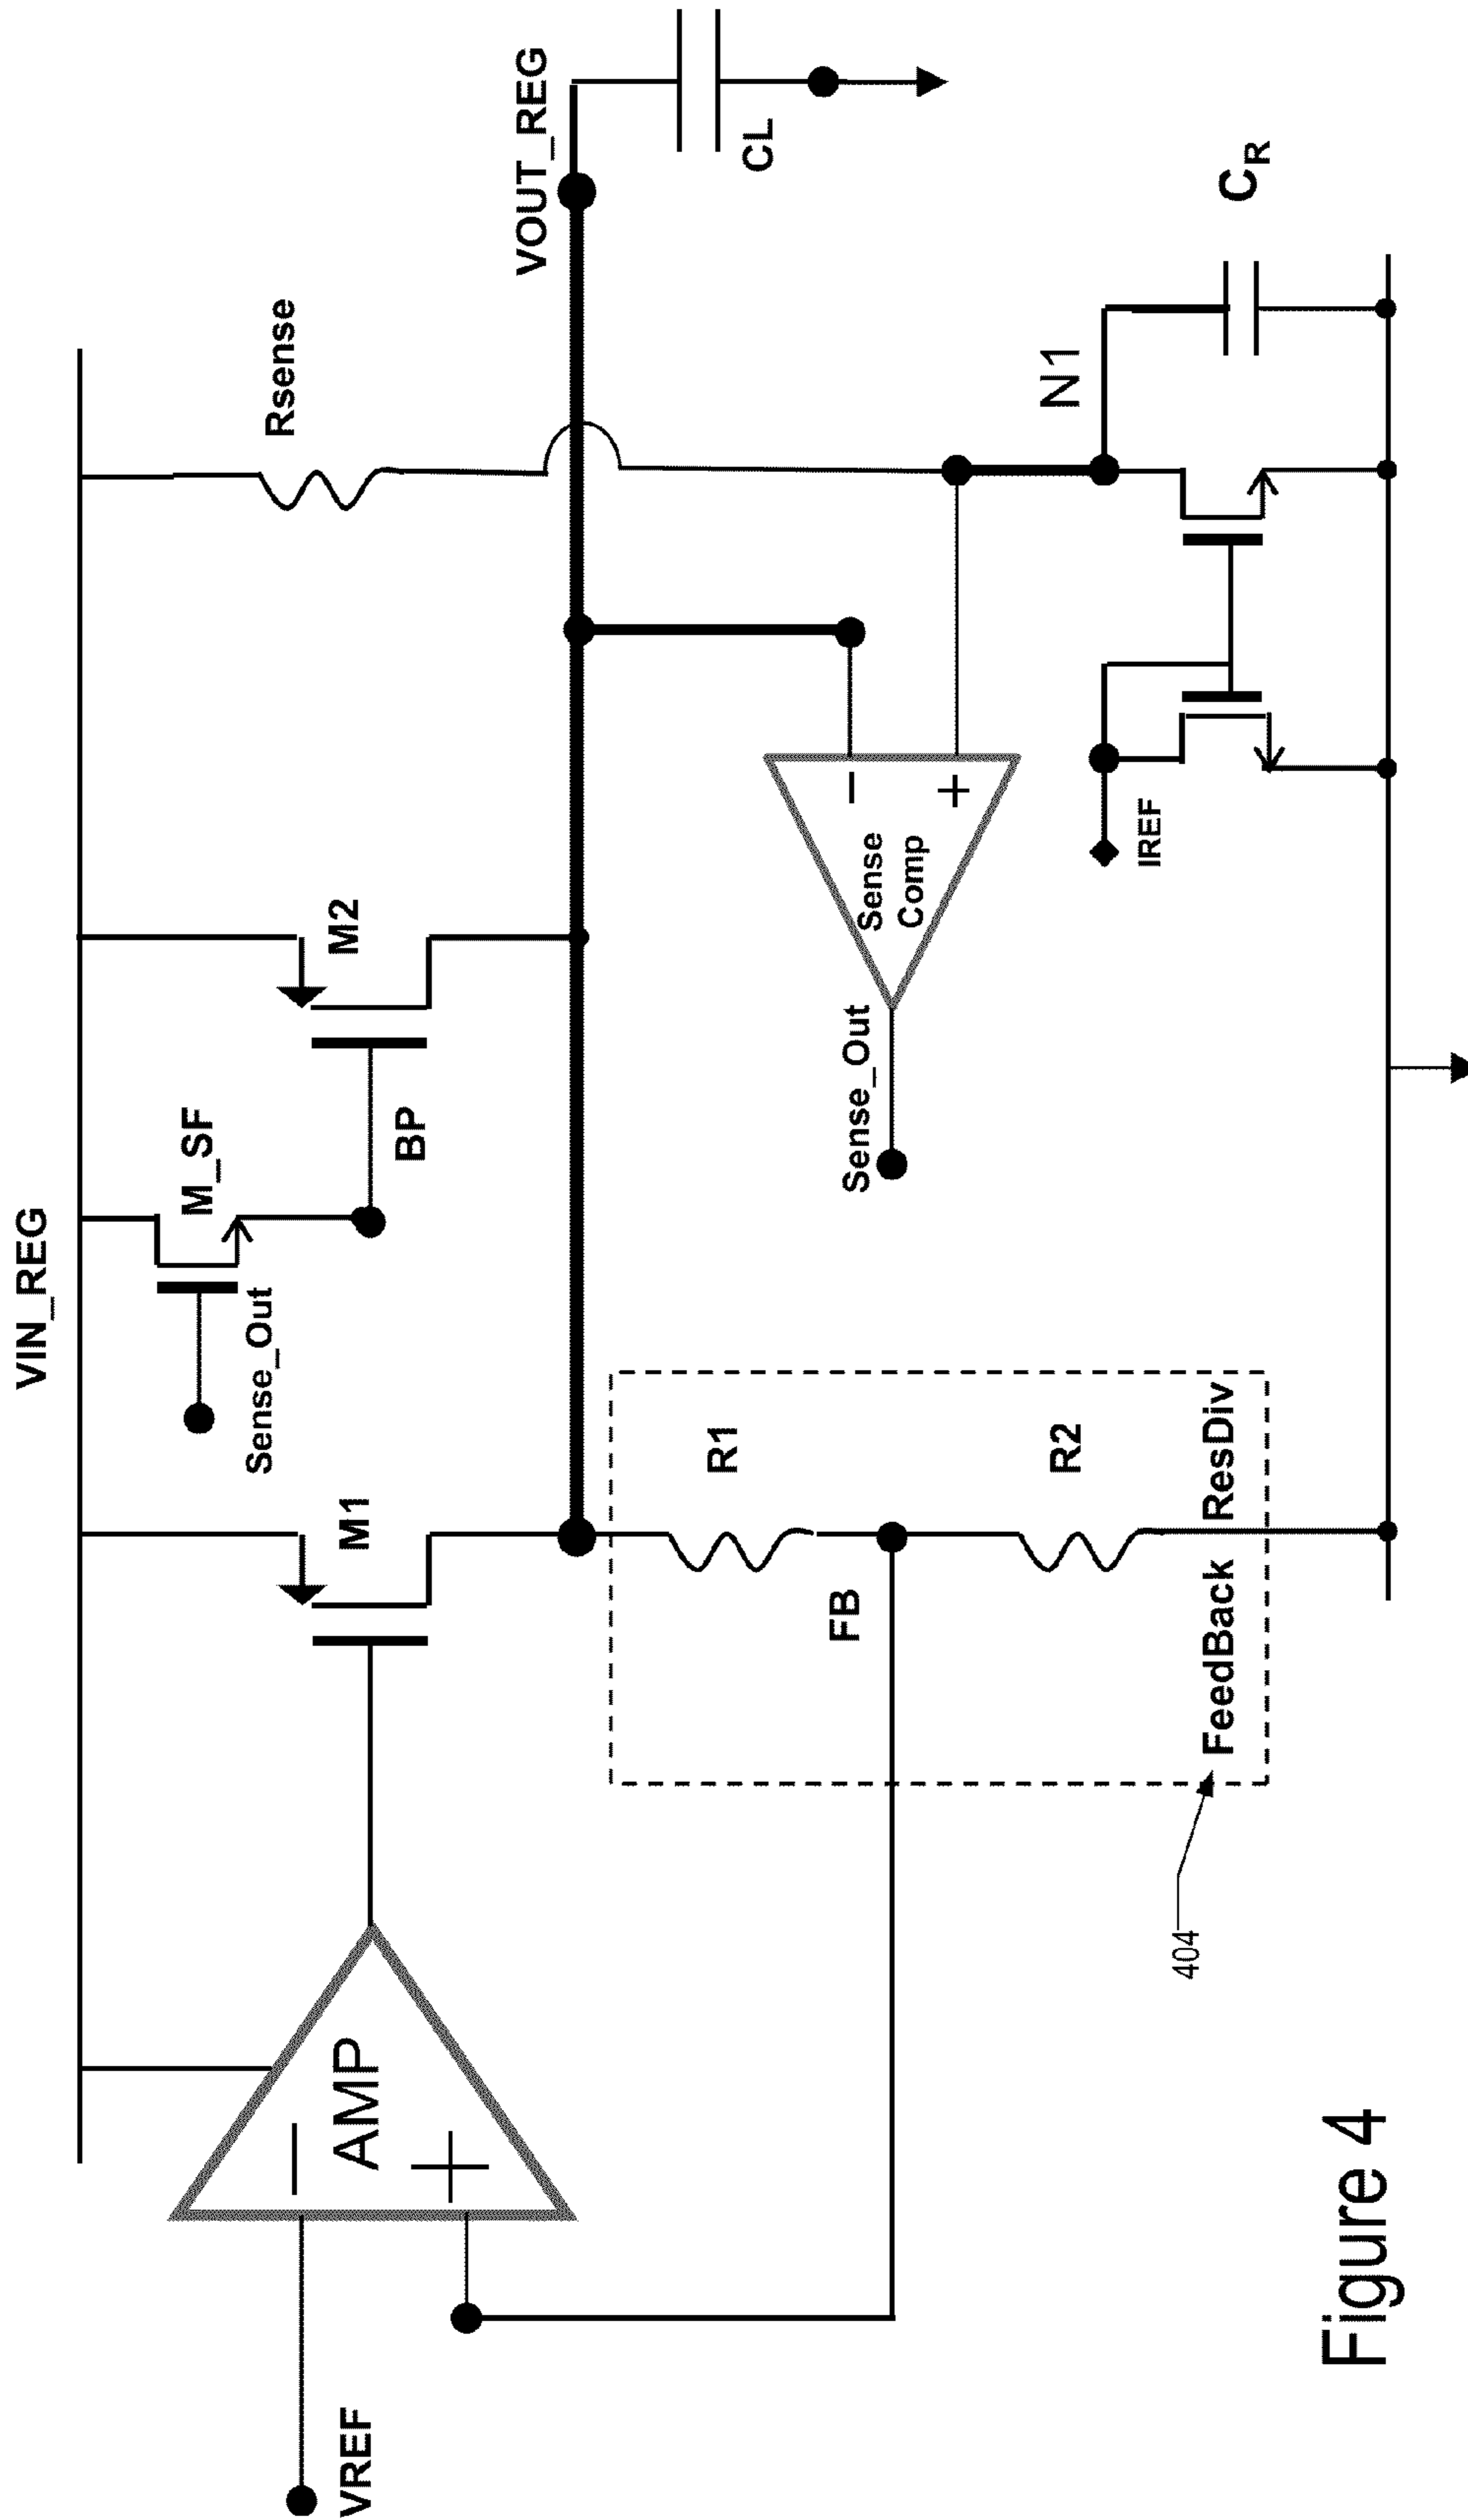 VIN_REG
VREF
−
AMP
+
M1
Sense_Out
M_SF
BP
M2
Rsense
VOUT_REG
CL
FB
R1
R2
FeedBack ResDiv
404
Sense_Out
Sense
Comp
−
+
IREF
N1
CR
Figure 4